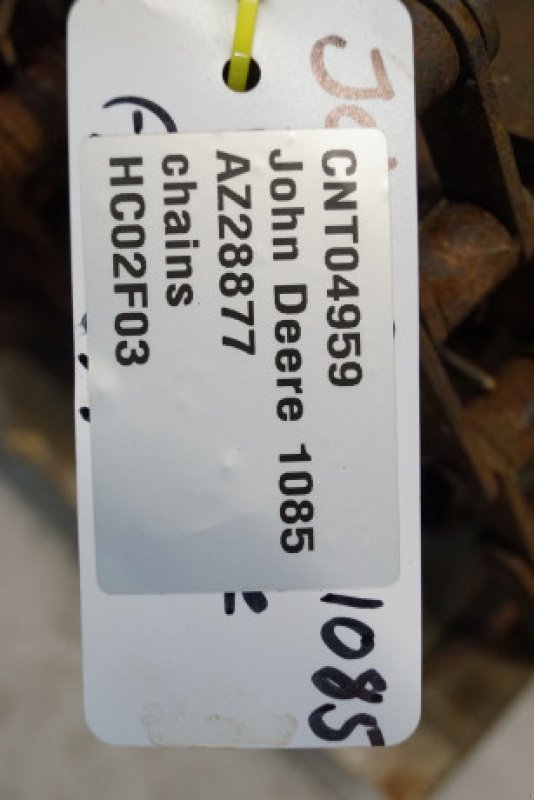 CNT04959
John Deere 1085
AZ28877
chains
HC02F03
1085